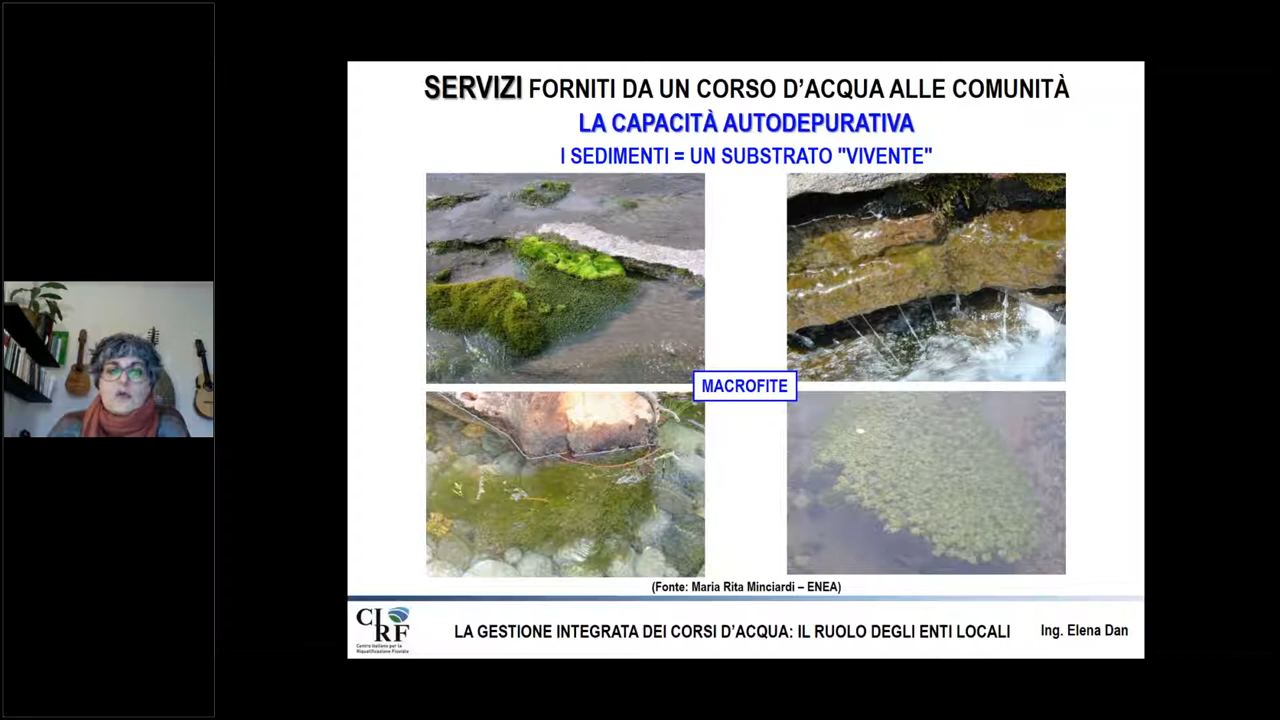 SERVIZI FORNITI DA UN CORSO D'ACQUA ALLE COMUNITÀ
LA CAPACITÀ AUTODEPURATIVA
I SEDIMENTI = UN SUBSTRATO "VIVENTE"
MACROFITE
(Fonte: Maria Rita Minciardi – ENEA)
CIRF
Centro Italiano per la
Riqualificazione Fluviale
LA GESTIONE INTEGRATA DEI CORSI D'ACQUA: IL RUOLO DEGLI ENTI LOCALI
Ing. Elena Dan